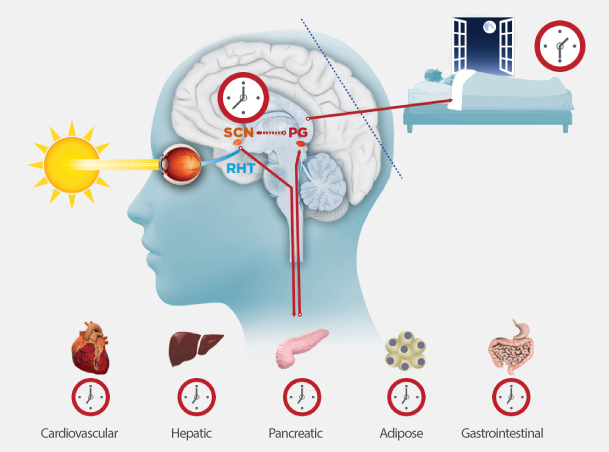 SCN
PG
RHT
Cardiovascular
Hepatic
Pancreatic
Adipose
Gastrointestinal